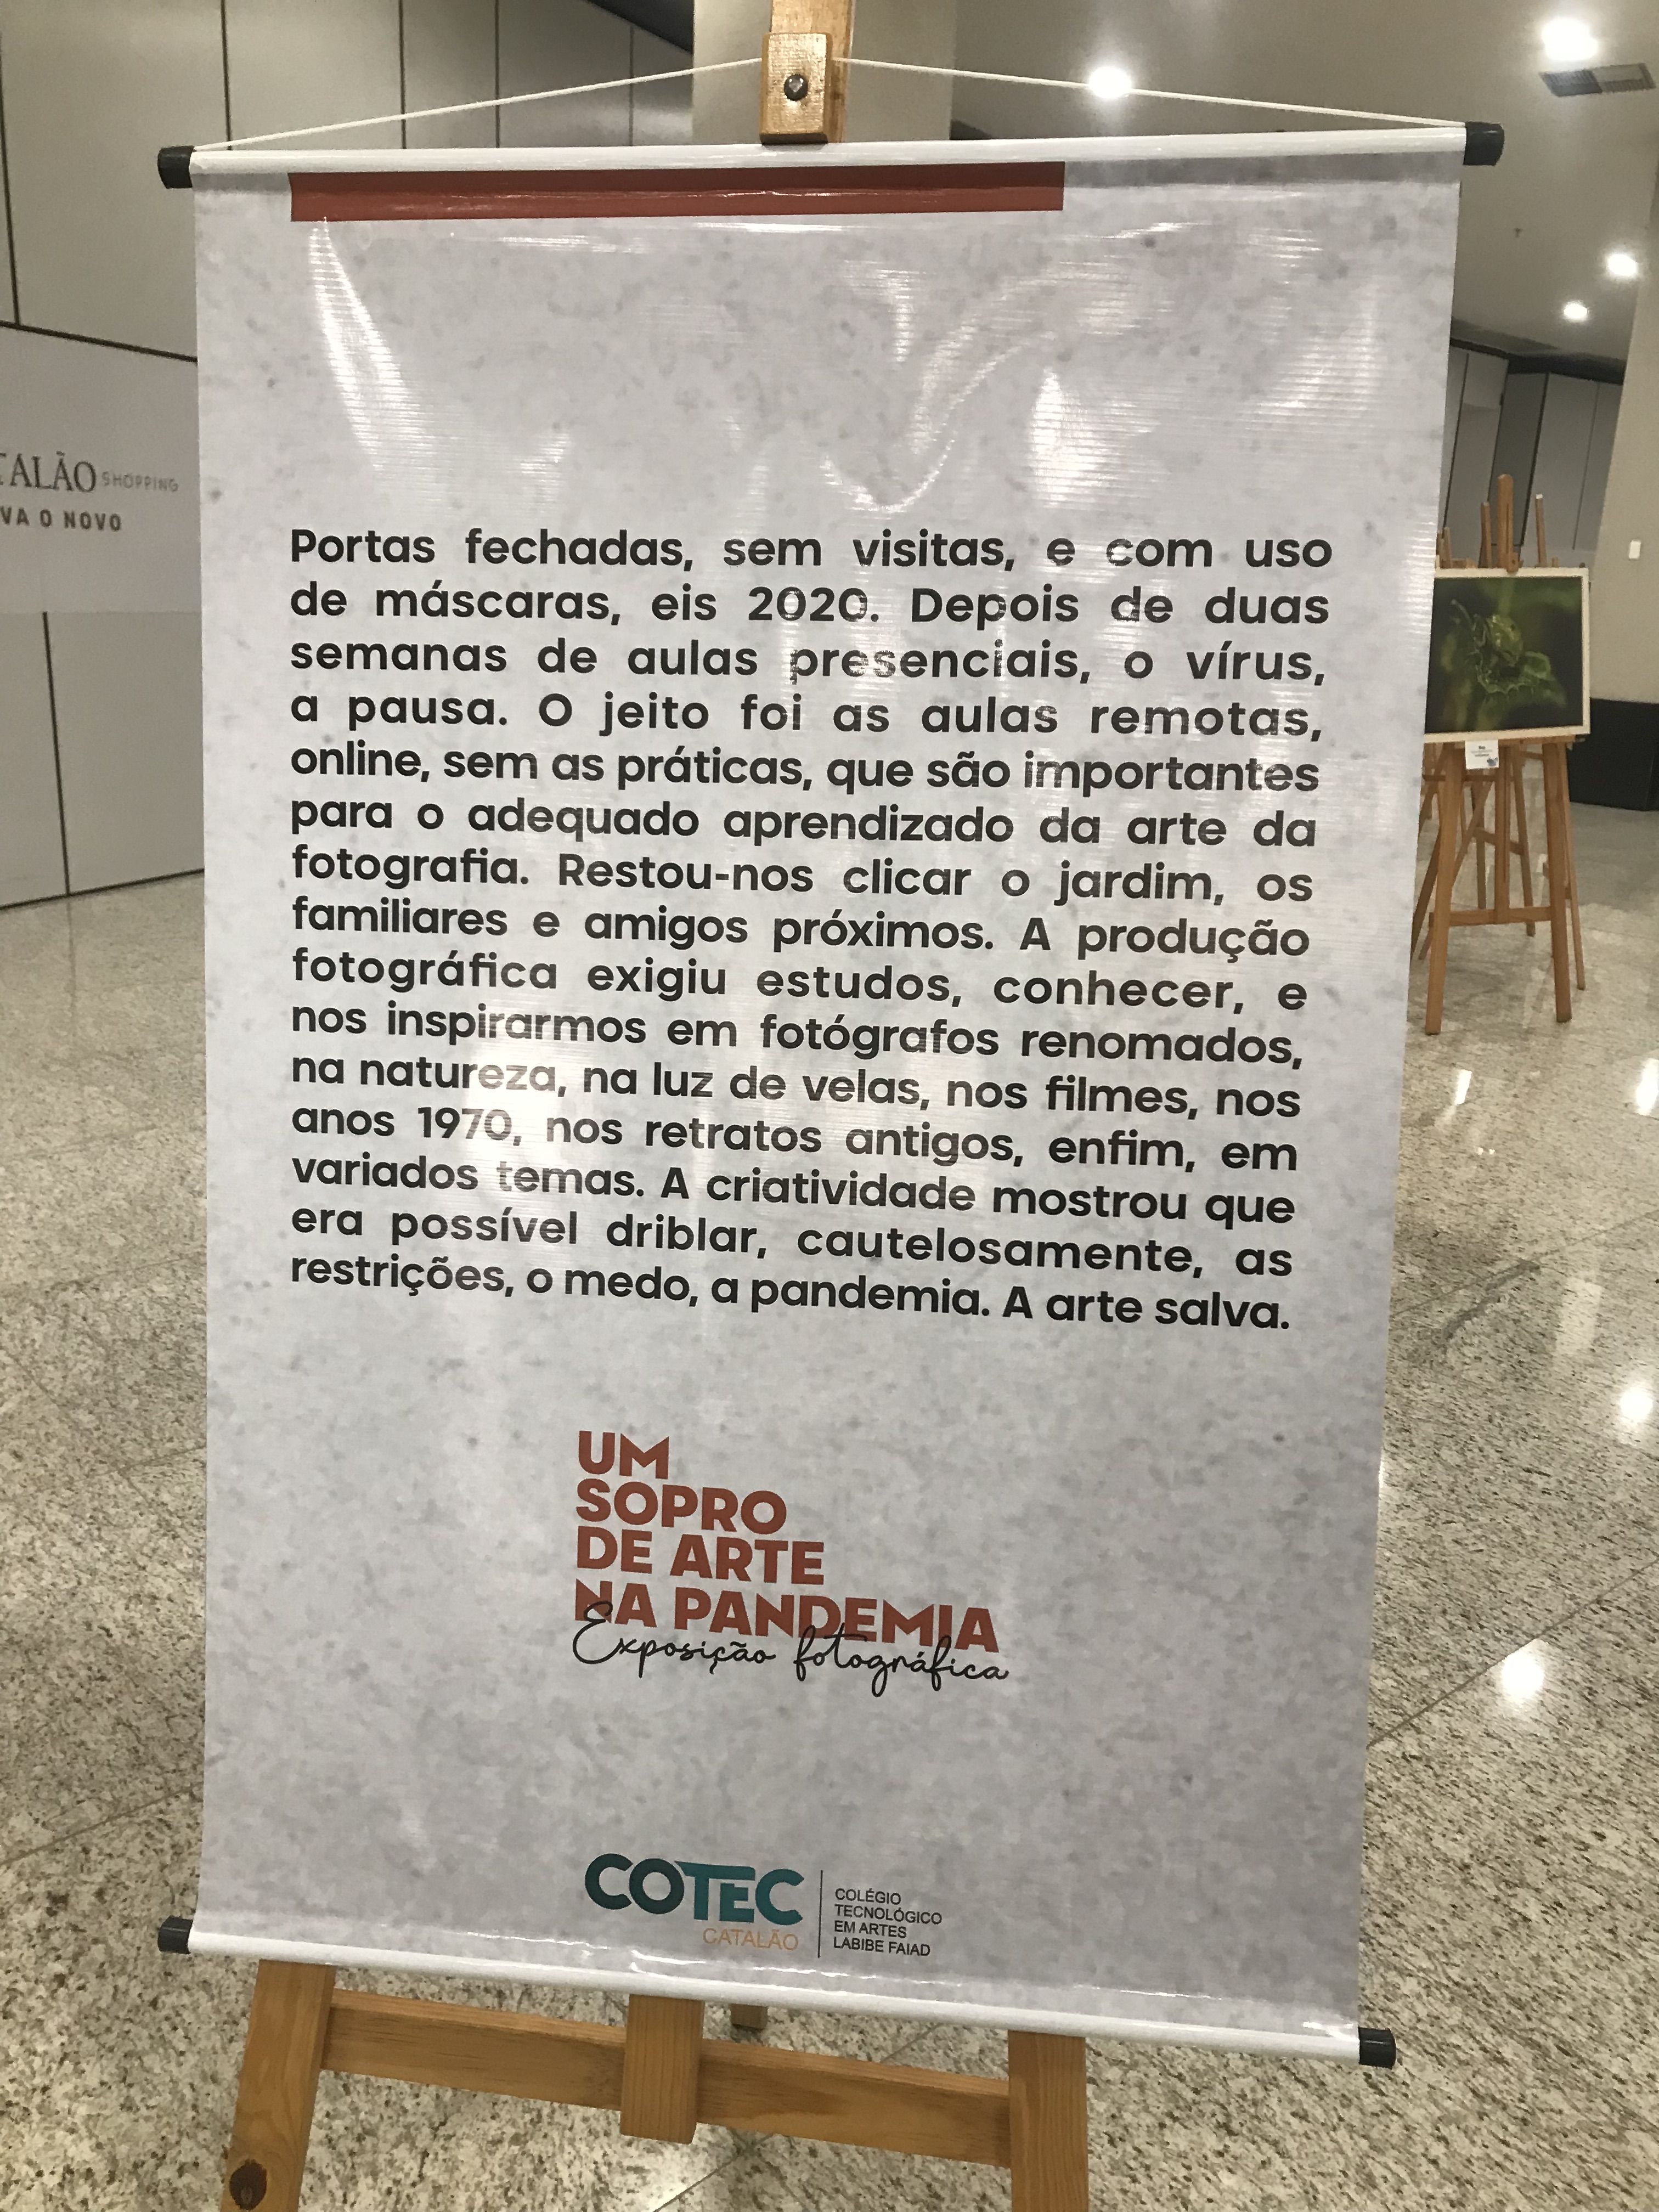 TALÃO SHOPPING
VA O NOVO
Portas fechadas, sem visitas, e com uso
de máscaras, eis 2020. Depois de duas
semanas de aulas presenciais, o vírus,
a pausa. O jeito foi as aulas remotas,
online, sem as práticas, que são importantes
para o adequado aprendizado da arte da
fotografia. Restou-nos clicar o jardim, os
familiares e amigos próximos. A produção
fotográfica exigiu estudos, conhecer, e
nos inspirarmos em fotógrafos renomados,
na natureza, na luz de velas, nos filmes, nos
anos 1970, nos retratos antigos, enfim, em
variados temas. A criatividade mostrou que
era possível driblar, cautelosamente, as
restrições, o medo, a pandemia. A arte salva.
UM
SOPRO
DE ARTE
NA PANDEMIA
Exposição fotográfica
COTEC
CATALÃO
COLÉGIO
TECNOLÓGICO
EM ARTES
LABIBE FAIAD